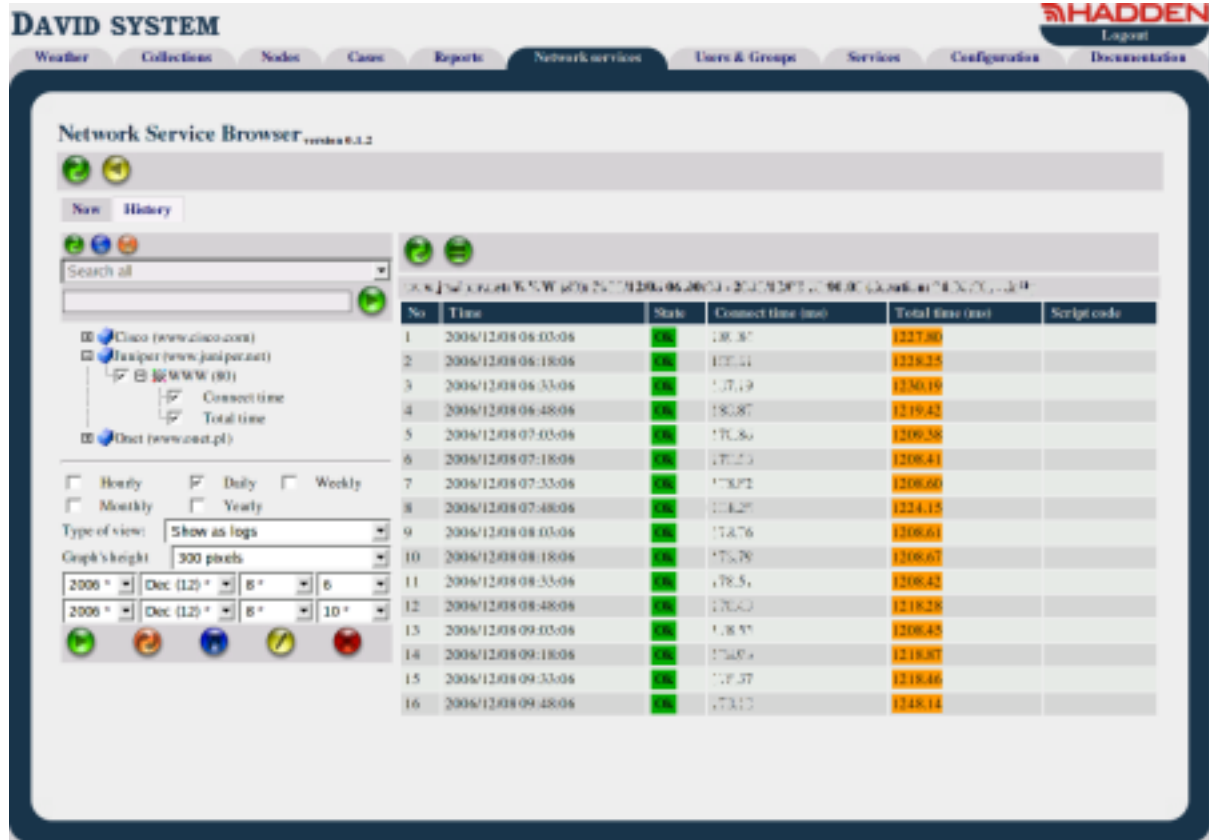 DAVID SYSTEM
HADDEN
Logout
Weather Collections Nodes Cases Reports Network services Users & Groups Services Configuration Documentation
Network Service Browser version 0.1.2
Now History
Search all
Cisco (www.cisco.com)
Juniper (www.juniper.net)
WWW (80)
Connect time
Total time
Onet (www.onet.pl)
Hourly Daily Weekly
Monthly Yearly
Type of view: Show as logs
Graph's height 300 pixels
2006 * Dec (12) * 8 * 6
2006 * Dec (12) * 8 * 10 *
No Time State Connect time (ms) Total time (ms) Script code
1 2006/12/08 06:03:06 Ok 1227.80
2 2006/12/08 06:18:06 Ok 1228.25
3 2006/12/08 06:33:06 Ok 1230.19
4 2006/12/08 06:48:06 Ok 1219.42
5 2006/12/08 07:03:06 Ok 1209.38
6 2006/12/08 07:18:06 Ok 1208.41
7 2006/12/08 07:33:06 Ok 1208.60
8 2006/12/08 07:48:06 Ok 1224.15
9 2006/12/08 08:03:06 Ok 1208.61
10 2006/12/08 08:18:06 Ok 1208.67
11 2006/12/08 08:33:06 Ok 1208.42
12 2006/12/08 08:48:06 Ok 1218.28
13 2006/12/08 09:03:06 Ok 1208.45
14 2006/12/08 09:18:06 Ok 1218.87
15 2006/12/08 09:33:06 Ok 1218.46
16 2006/12/08 09:48:06 Ok 1248.14